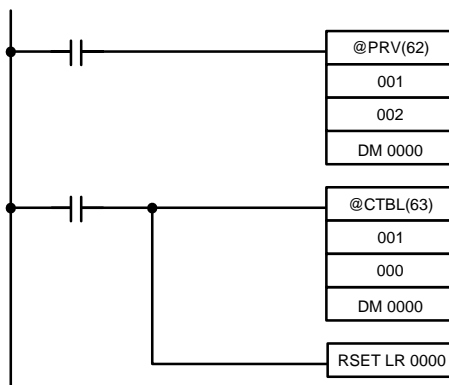 @PRV(62)
001
002
DM 0000
@CTBL(63)
001
000
DM 0000
RSET LR 0000